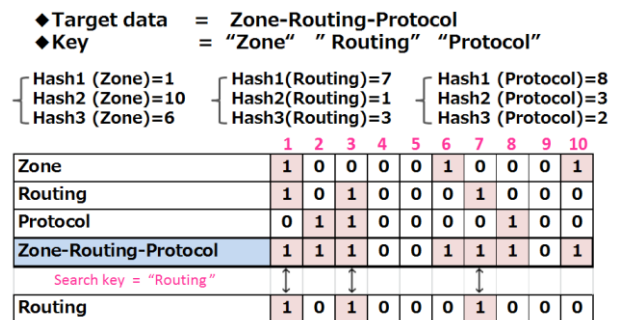 ◆Target data = Zone-Routing-Protocol
◆Key = “Zone“ ” Routing” “Protocol”
Hash1 (Zone)=1 Hash1(Routing)=7 Hash1 (Protocol)=8
Hash2 (Zone)=10 Hash2(Routing)=1 Hash2 (Protocol)=3
Hash3 (Zone)=6 Hash3(Routing)=3 Hash3 (Protocol)=2
1 2 3 4 5 6 7 8 9 10
Zone 1 0 0 0 0 1 0 0 0 1
Routing 1 0 1 0 0 0 1 0 0 0
Protocol 0 1 1 0 0 0 0 1 0 0
Zone-Routing-Protocol 1 1 1 0 0 1 1 1 0 1
Search key = “Routing”
Routing 1 0 1 0 0 0 1 0 0 0